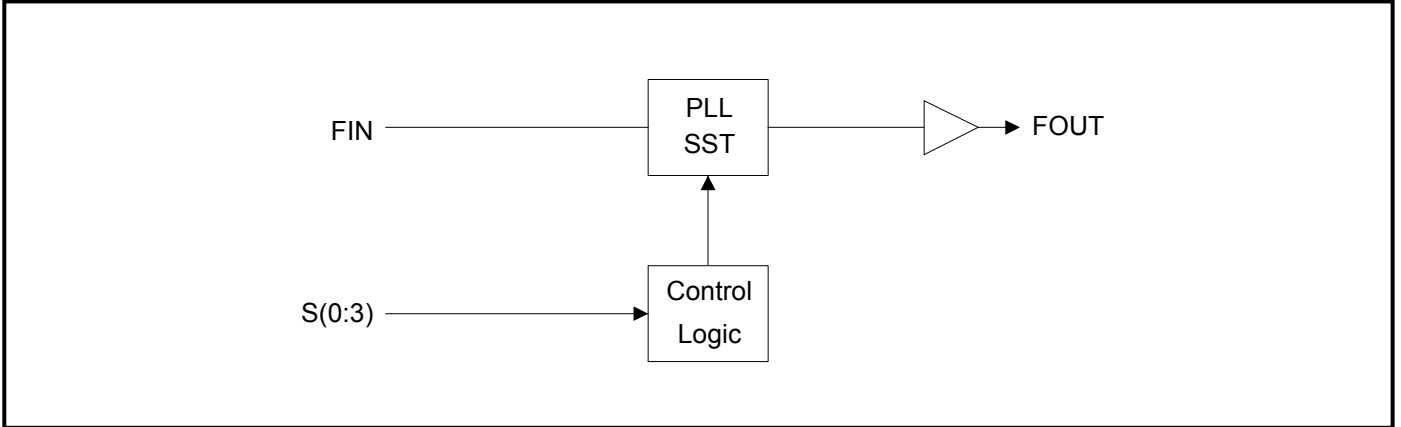 FIN
PLL
SST
FOUT
S(0:3)
Control
Logic